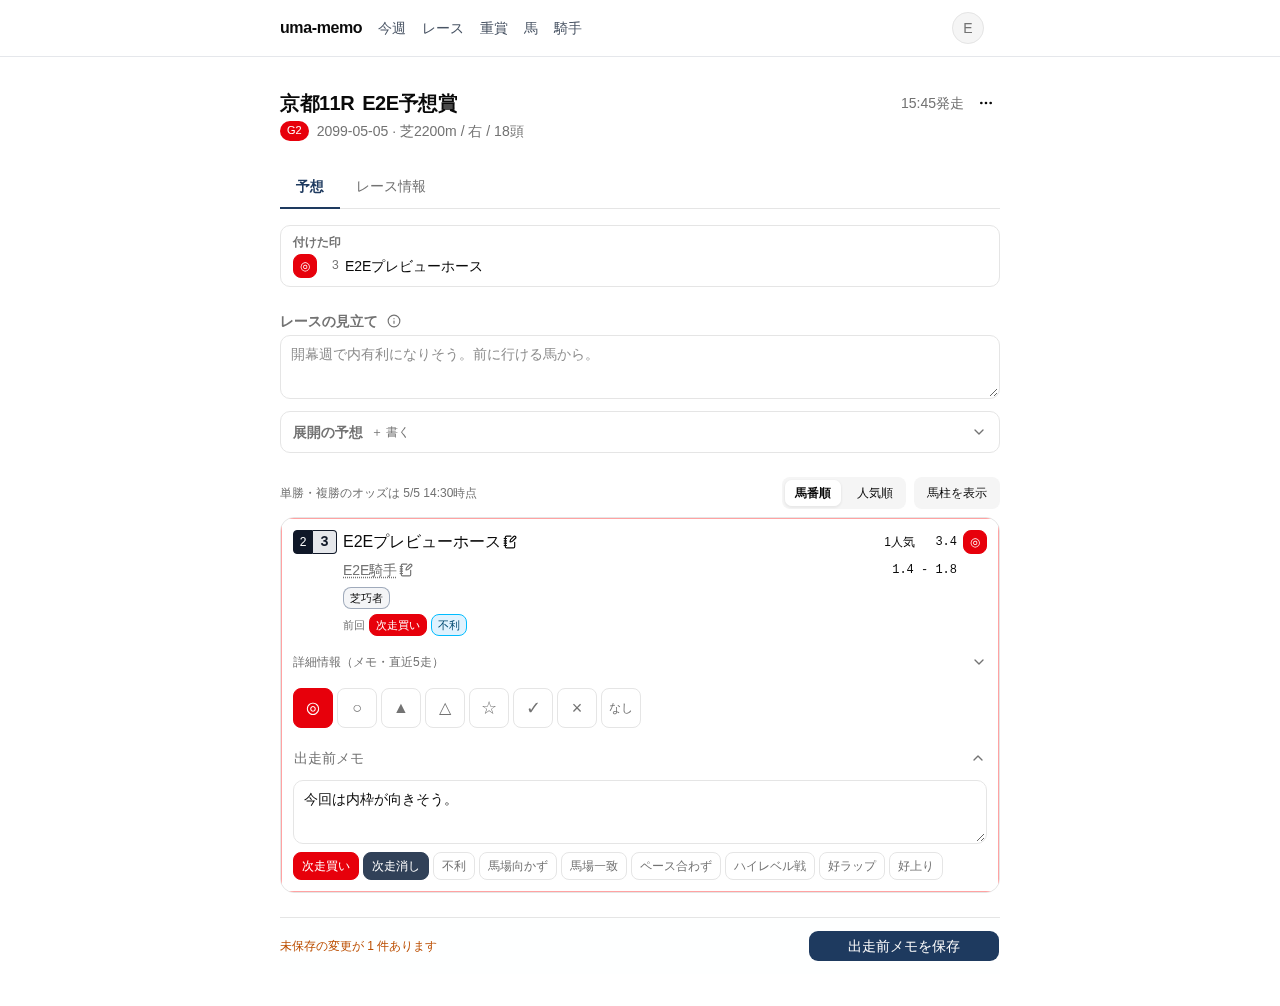 uma-memo 今週 レース 重賞 馬 騎手 E
京都11R E2E予想賞 15:45発走 …
G2 2099-05-05 · 芝2200m / 右 / 18頭
予想 レース情報
付けた印
◎ 3 E2Eプレビューホース
レースの見立て
開幕週で内有利になりそう。前に行ける馬から。
展開の予想 + 書く
単勝・複勝のオッズは 5/5 14:30時点 馬番順 人気順 馬柱を表示
2 3 E2Eプレビューホース 1人気 3.4 ◎
E2E騎手 1.4 - 1.8
芝巧者
前回 次走買い 不利
詳細情報（メモ・直近5走）
◎ ○ ▲ △ ☆ ✓ × なし
出走前メモ
今回は内枠が向きそう。
次走買い 次走消し 不利 馬場向かず 馬場一致 ペース合わず ハイレベル戦 好ラップ 好上り
未保存の変更が 1 件あります 出走前メモを保存